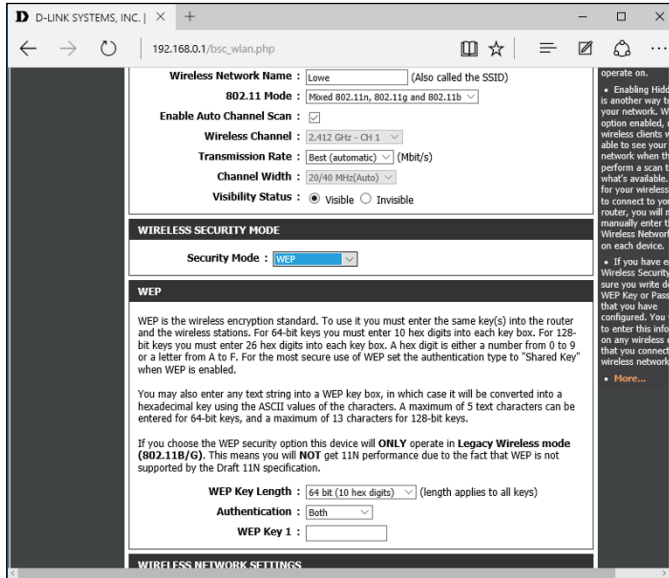 D-LINK SYSTEMS, INC. |
192.168.0.1/bsc_wlan.php
Wireless Network Name : Lowe (Also called the SSID)
802.11 Mode : Mixed 802.11n, 802.11g and 802.11b
Enable Auto Channel Scan :
Wireless Channel : 2.412 GHz - CH 1
Transmission Rate : Best (automatic) (Mbit/s)
Channel Width : 20/40 MHz(Auto)
Visibility Status : Visible Invisible
WIRELESS SECURITY MODE
Security Mode : WEP
WEP
WEP is the wireless encryption standard. To use it you must enter the same key(s) into the router
and the wireless stations. For 64-bit keys you must enter 10 hex digits into each key box. For 128-
bit keys you must enter 26 hex digits into each key box. A hex digit is either a number from 0 to 9
or a letter from A to F. For the most secure use of WEP set the authentication type to "Shared Key"
when WEP is enabled.
You may also enter any text string into a WEP key box, in which case it will be converted into a
hexadecimal key using the ASCII values of the characters. A maximum of 5 text characters can be
entered for 64-bit keys, and a maximum of 13 characters for 128-bit keys.
If you choose the WEP security option this device will ONLY operate in Legacy Wireless mode
(802.11B/G). This means you will NOT get 11N performance due to the fact that WEP is not
supported by the Draft 11N specification.
WEP Key Length : 64 bit (10 hex digits) (length applies to all keys)
Authentication : Both
WEP Key 1 :
WIRELESS NETWORK SETTINGS
operate on.
• Enabling Hidd
is another way to
your network. W
option enabled,
wireless clients w
able to see your
network when th
perform a scan t
what's available.
for your wireless
to connect to you
router, you will n
manually enter t
Wireless Network
on each device.
• If you have e
Wireless Security
sure you write do
WEP Key or Pass
that you have
configured. You
to enter this info
on any wireless
that you connect
wireless network
• More...